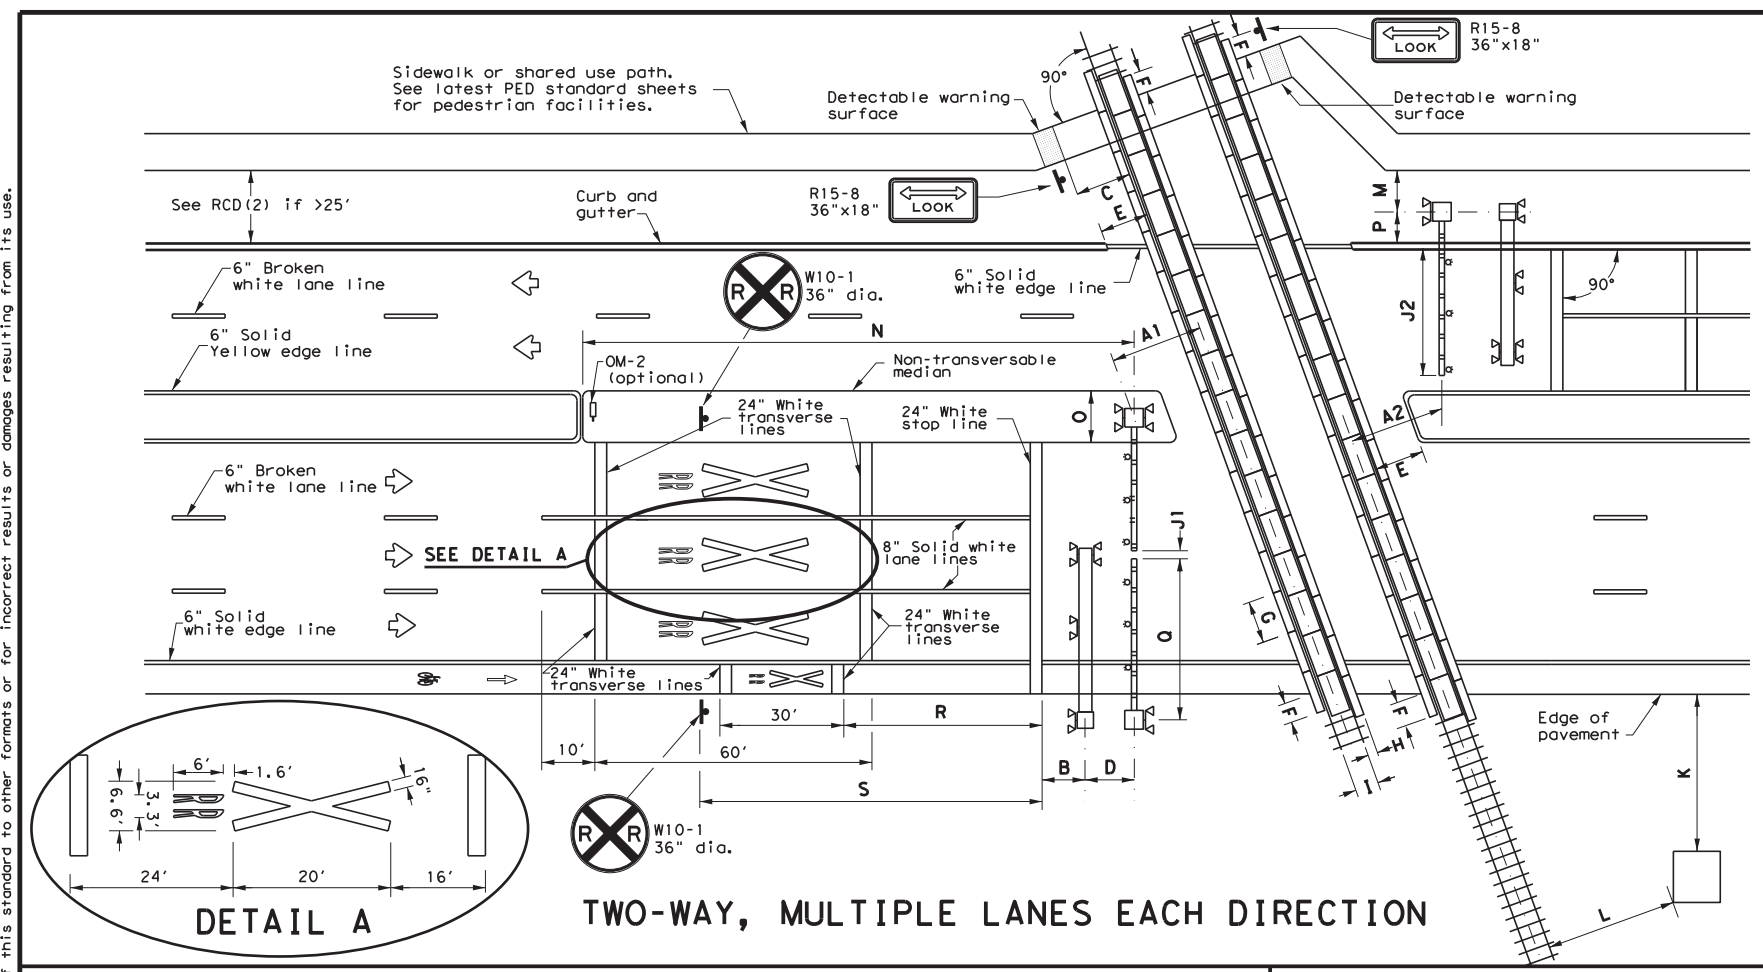 f this standard to other formats or for incorrect results or damages resulting from its use.
Sidewalk or shared use path.
See latest PED standard sheets
for pedestrian facilities.
90°
F
F
LOOK
R15-8
36"x18"
Detectable warning
surface
Detectable warning
surface
See RCD(2) if >25'
Curb and
gutter
R15-8
36"x18"
LOOK
C
E
M
P
6" Broken
white lane line
R R
W10-1
36" dia.
6" Solid
white edge line
90°
J2
6" Solid
Yellow edge line
N
A1
OM-2
(optional)
Non-transversable
median
24" White
transverse
lines
24" White
stop line
O
A2
E
6" Broken
white lane line
SEE DETAIL A
8" Solid white
lane lines
J1
Q
G
6" Solid
white edge line
24" White
transverse
lines
24" White
transverse lines
30'
R
F
F
H
I
Edge of
pavement
10'
60'
B
D
S
K
L
R R
W10-1
36" dia.
6'
1.6'
16"
6.6'
3.3'
24'
20'
16'
DETAIL A
TWO-WAY, MULTIPLE LANES EACH DIRECTION